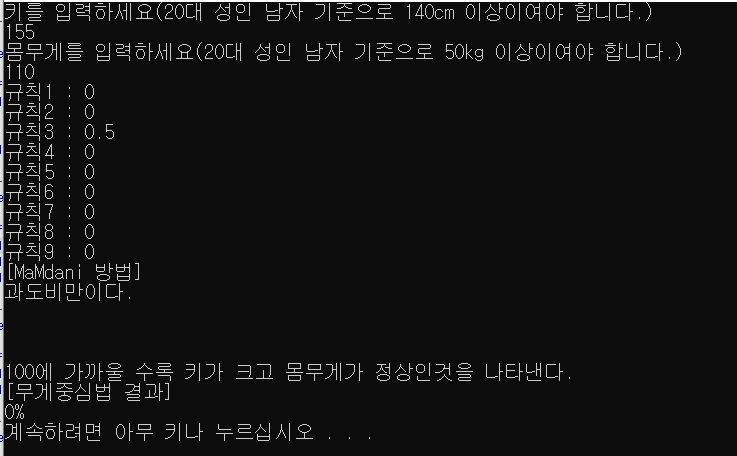 키를 입력하세요(20대 성인 남자 기준으로 140cm 이상이여야 합니다.)
155
몸무게를 입력하세요(20대 성인 남자 기준으로 50kg 이상이여야 합니다.)
110
규칙1 : 0
규칙2 : 0
규칙3 : 0.5
규칙4 : 0
규칙5 : 0
규칙6 : 0
규칙7 : 0
규칙8 : 0
규칙9 : 0
[MaMdani 방법]
과도비만이다.
100에 가까울 수록 키가 크고 몸무게가 정상인것을 나타낸다.
[무게중심법 결과]
0%
계속하려면 아무 키나 누르십시오 . . .